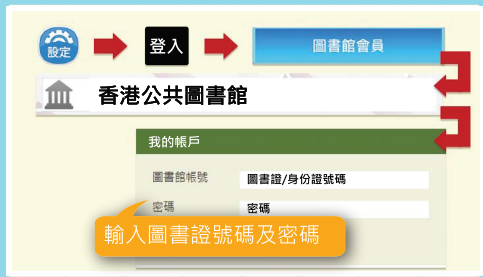 設定
登入
圖書館會員
香港公共圖書館
我的帳戶
圖書館帳號
圖書證/身份證號碼
密碼
密碼
輸入圖書證號碼及密碼